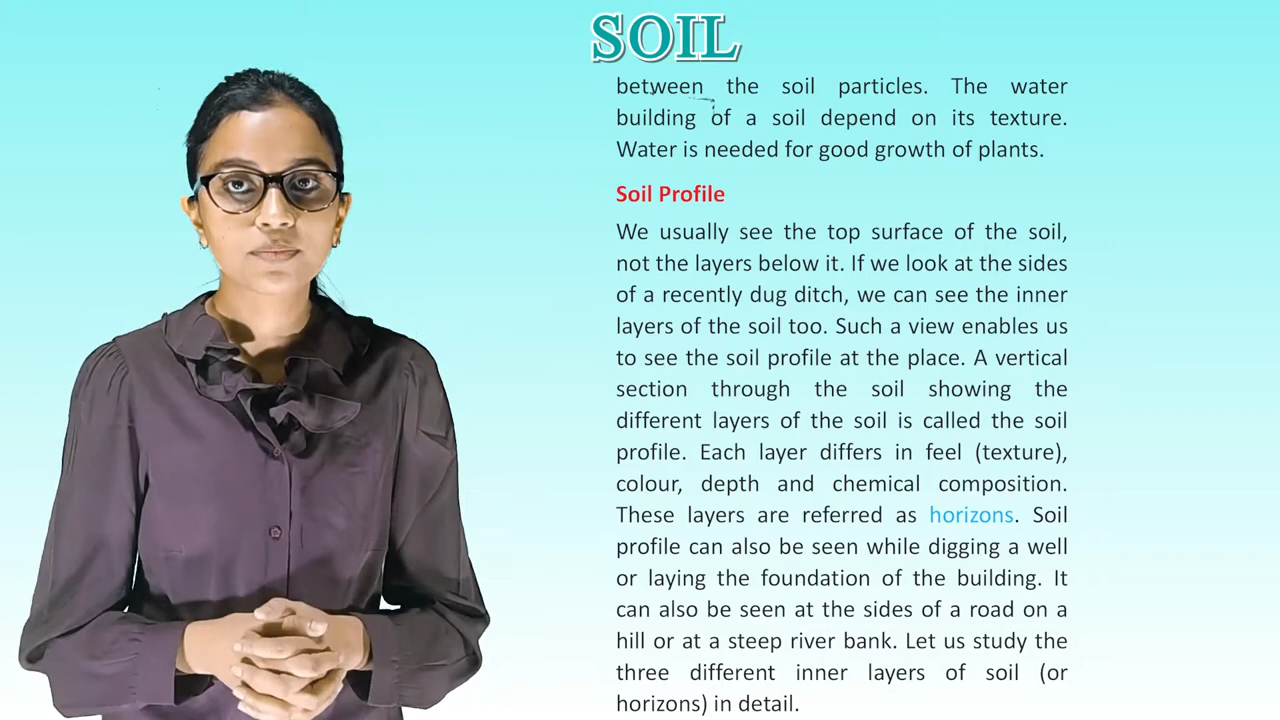 SOIL
between the soil particles. The water
building of a soil depend on its texture.
Water is needed for good growth of plants.
Soil Profile
We usually see the top surface of the soil,
not the layers below it. If we look at the sides
of a recently dug ditch, we can see the inner
layers of the soil too. Such a view enables us
to see the soil profile at the place. A vertical
section through the soil showing the
different layers of the soil is called the soil
profile. Each layer differs in feel (texture),
colour, depth and chemical composition.
These layers are referred as horizons. Soil
profile can also be seen while digging a well
or laying the foundation of the building. It
can also be seen at the sides of a road on a
hill or at a steep river bank. Let us study the
three different inner layers of soil (or
horizons) in detail.